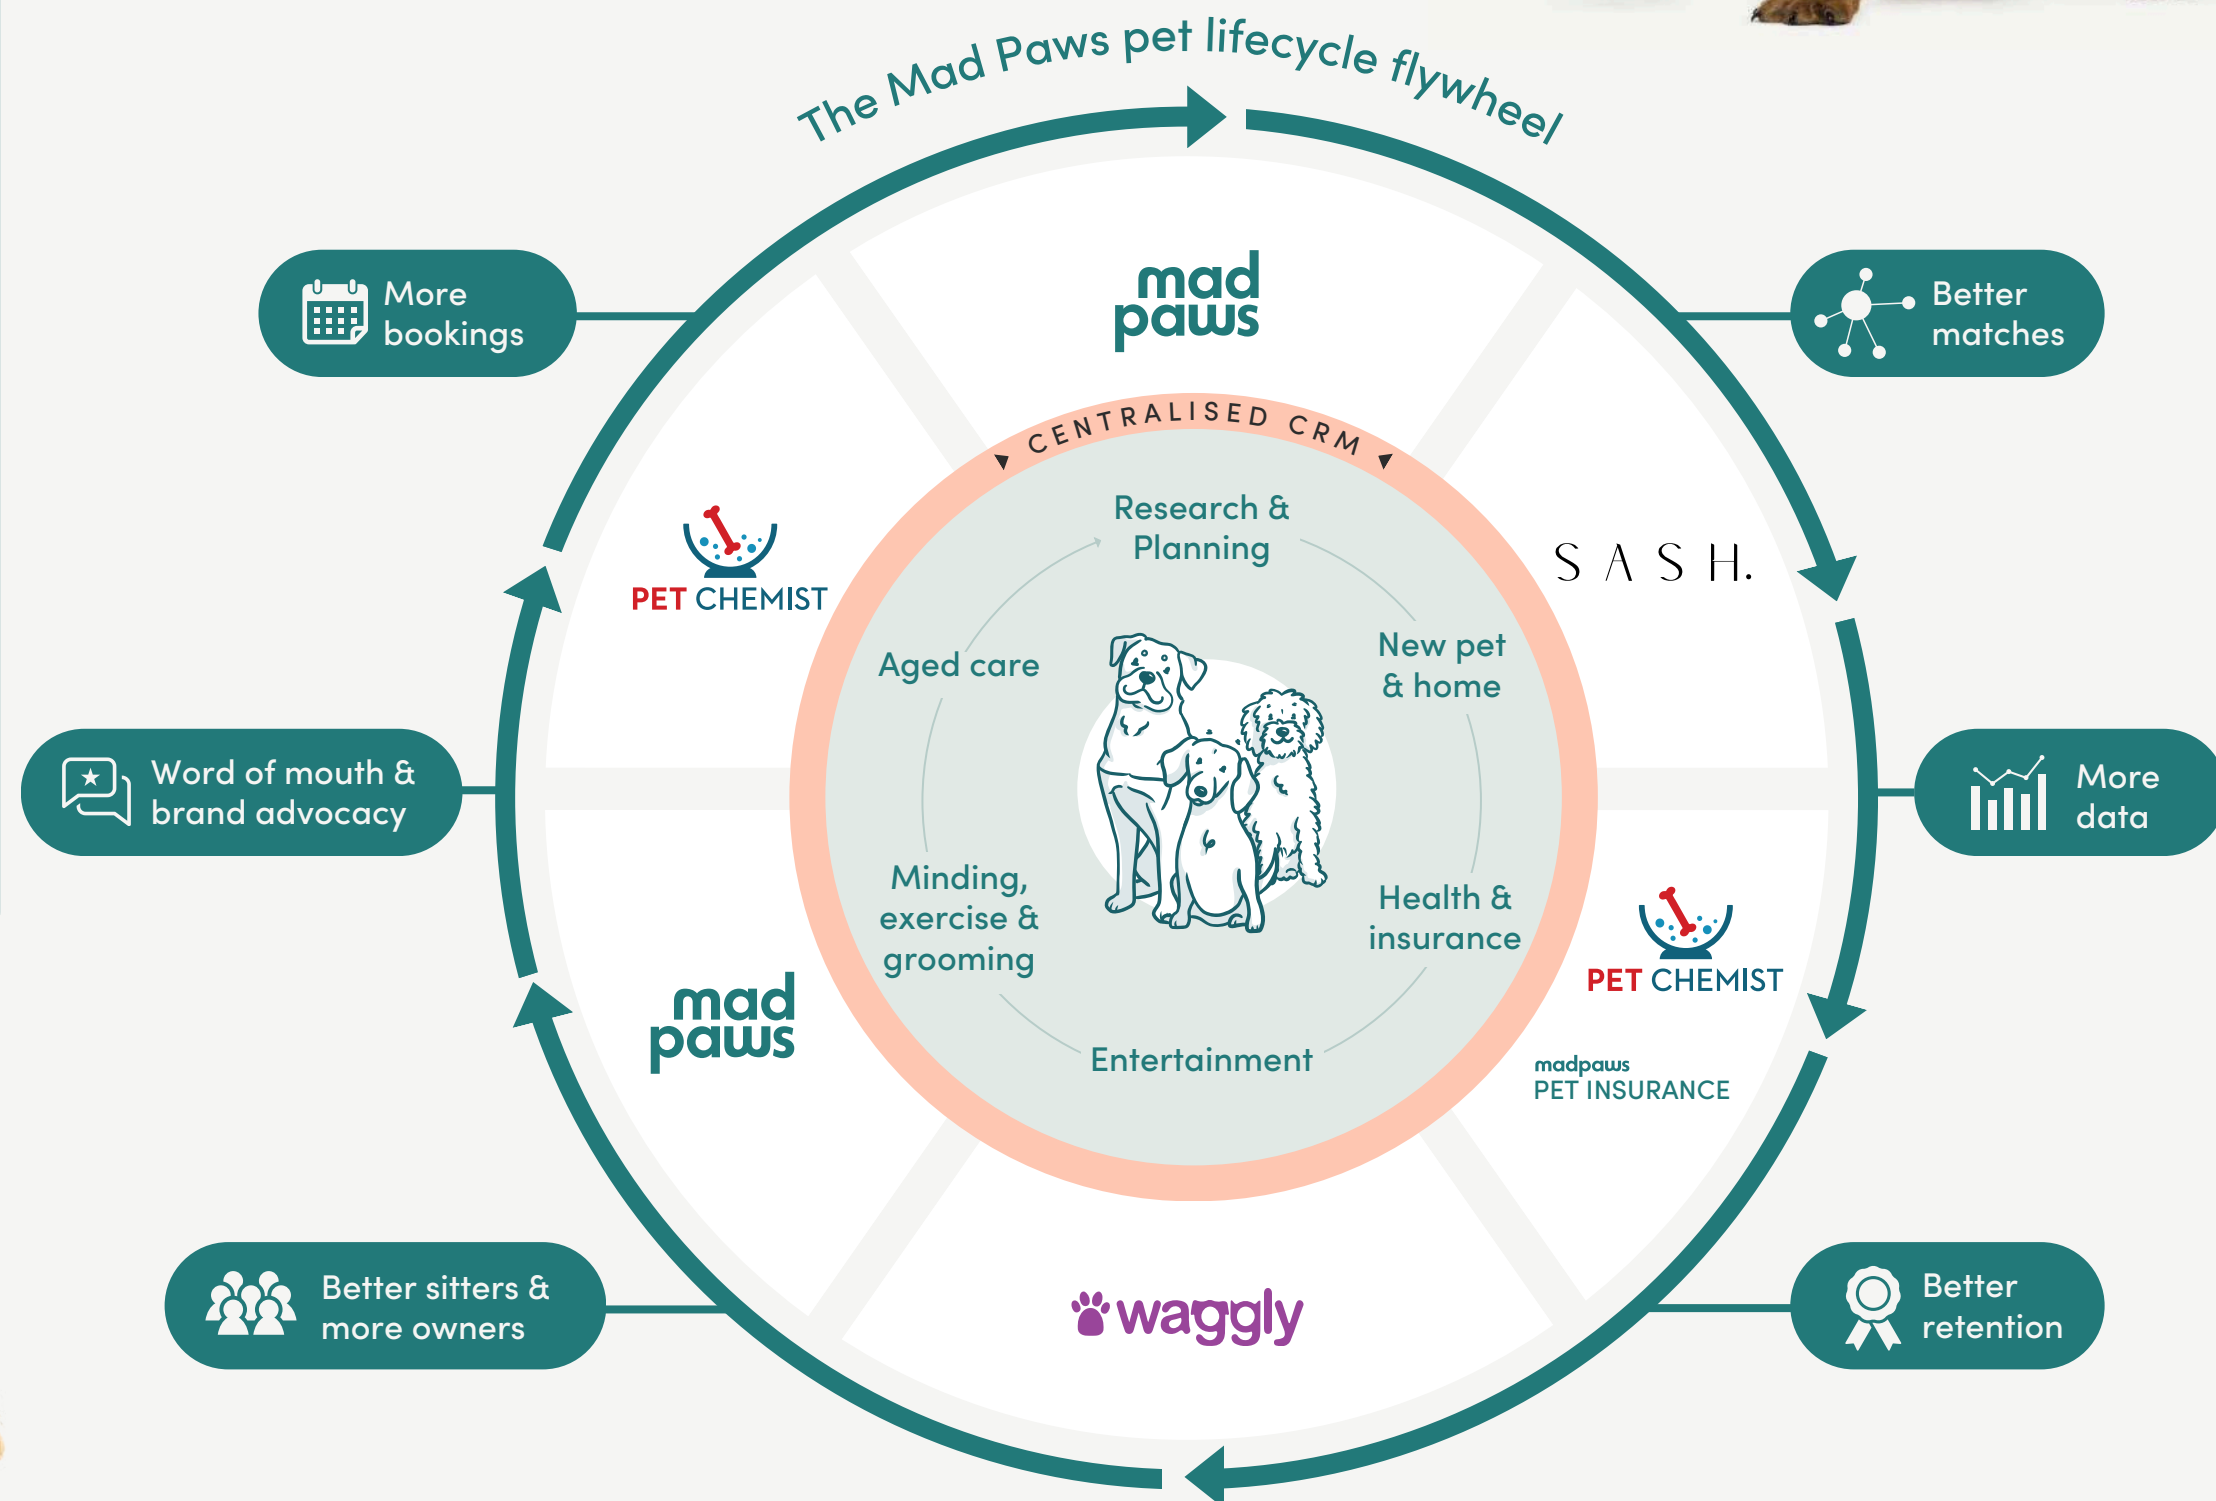 The Mad Paws pet lifecycle flywheel
More
bookings
Better
matches
mad
paws
CENTRALISED CRM
Research &
Planning
PET CHEMIST
SASH.
Aged care
New pet
& home
Word of mouth &
brand advocacy
More
data
Minding,
exercise &
grooming
Health &
insurance
PET CHEMIST
mad
paws
Entertainment
madpaws
PET INSURANCE
Better sitters &
more owners
waggly
Better
retention